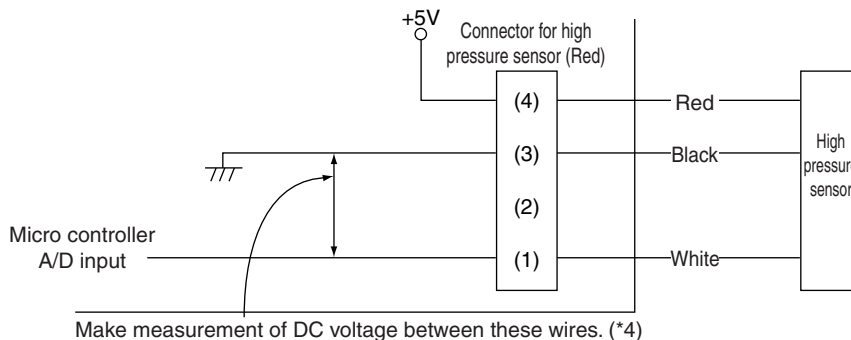 +5V
Connector for high
pressure sensor (Red)
(4)
Red
(3)
Black
High
pressure
sensor
(2)
Micro controller
A/D input
(1)
White
Make measurement of DC voltage between these wires. (*4)